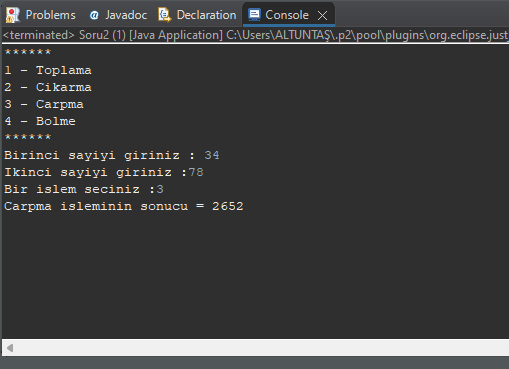 Problems @ Javadoc Declaration Console
<terminated> Soru2 (1) [Java Application] C:\Users\ALTUNTAŞ\.p2\pool\plugins\org.eclipse.just
******
1 - Toplama
2 - Cikarma
3 - Carpma
4 - Bolme
******
Birinci sayiyi giriniz : 34
Ikinci sayiyi giriniz :78
Bir islem seciniz :3
Carpma isleminin sonucu = 2652